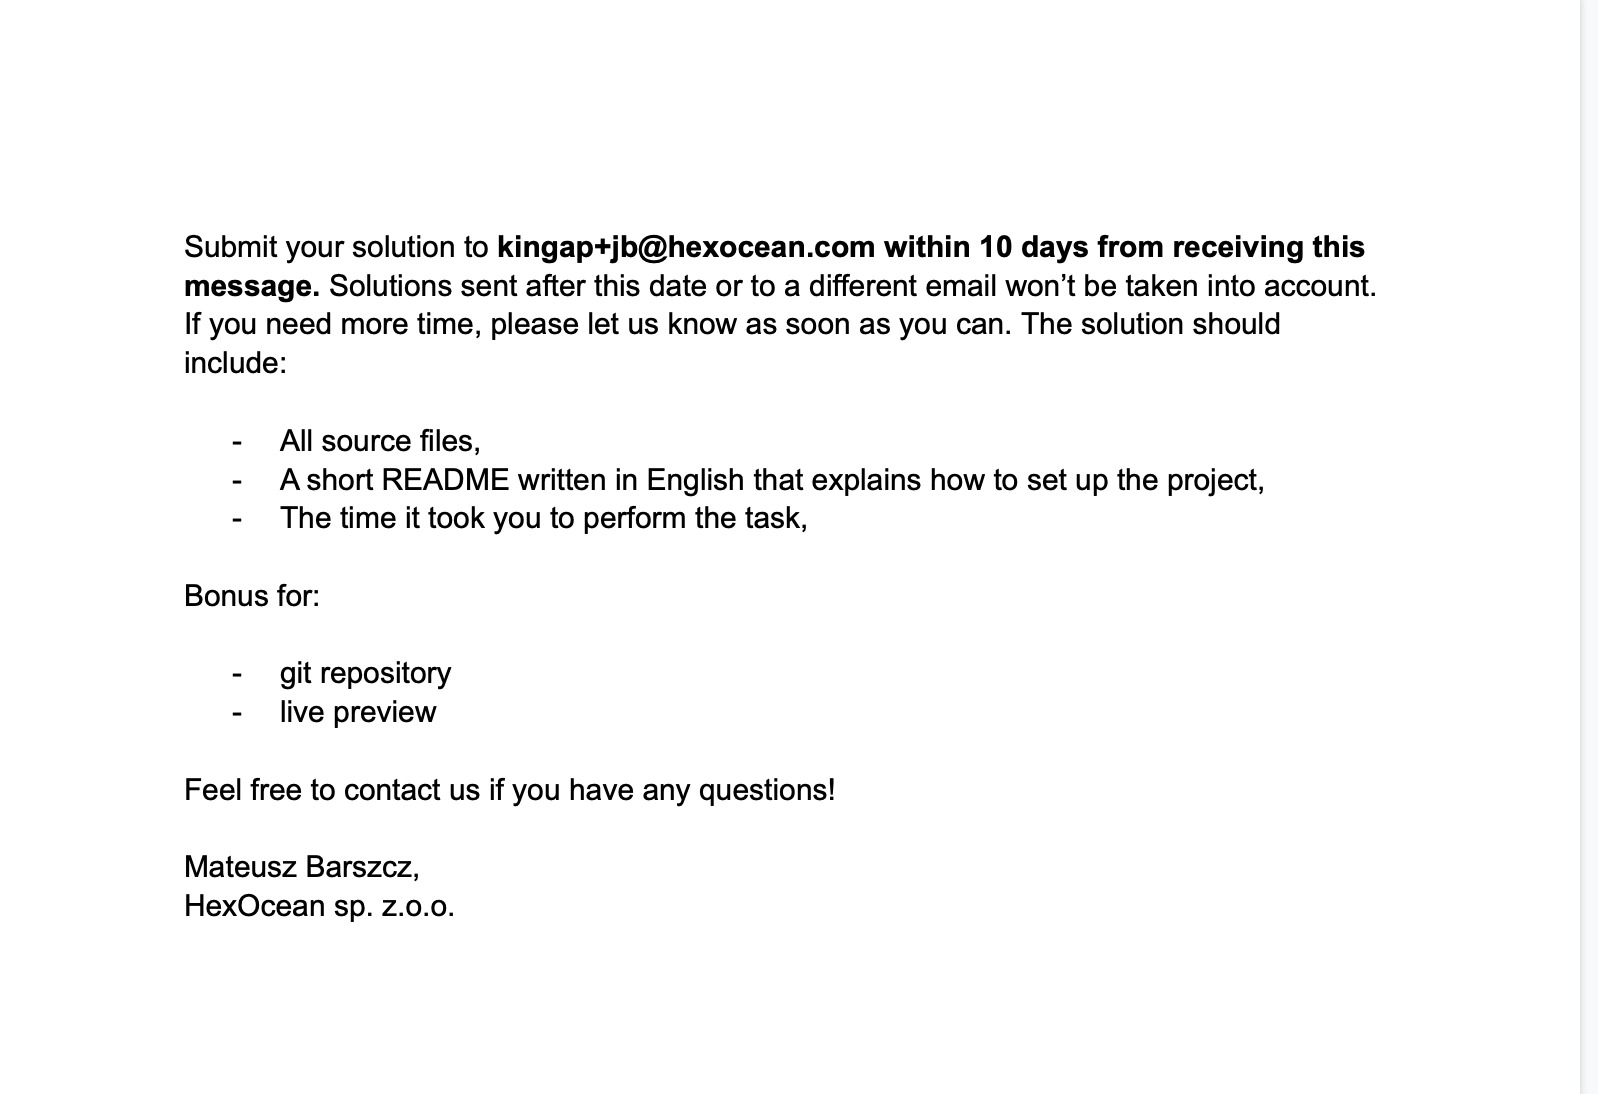 Submit your solution to kingap+jb@hexocean.com within 10 days from receiving this
message. Solutions sent after this date or to a different email won’t be taken into account.
If you need more time, please let us know as soon as you can. The solution should
include:
- All source files,
- A short README written in English that explains how to set up the project,
- The time it took you to perform the task,
Bonus for:
- git repository
- live preview
Feel free to contact us if you have any questions!
Mateusz Barszcz,
HexOcean sp. z.o.o.